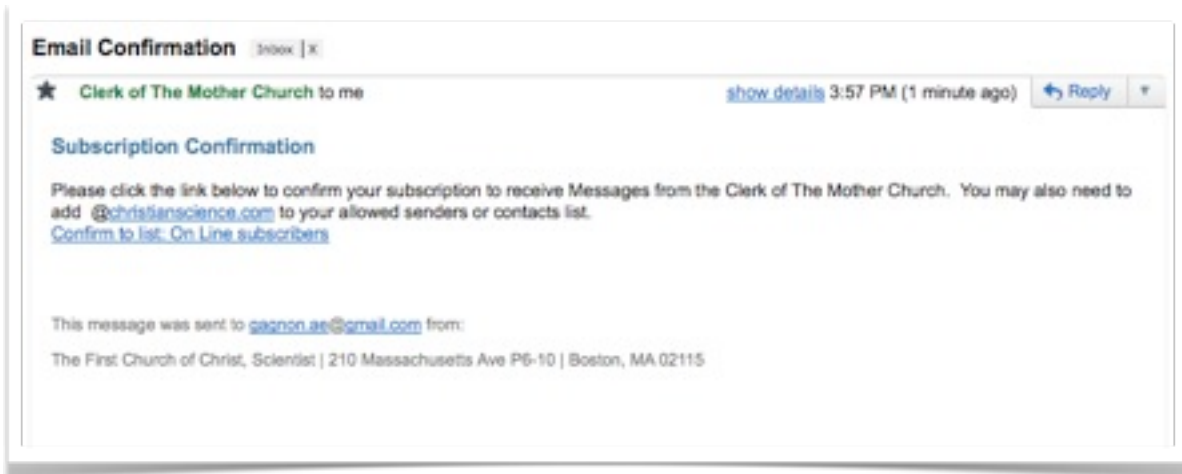 Email Confirmation Inbox | X
Clerk of The Mother Church to me show details 3:57 PM (1 minute ago) Reply
Subscription Confirmation
Please click the link below to confirm your subscription to receive Messages from the Clerk of The Mother Church. You may also need to
add @christianscience.com to your allowed senders or contacts list.
Confirm to list: On Line subscribers
This message was sent to gagnon.ae@gmail.com from:
The First Church of Christ, Scientist | 210 Massachusetts Ave P6-10 | Boston, MA 02115